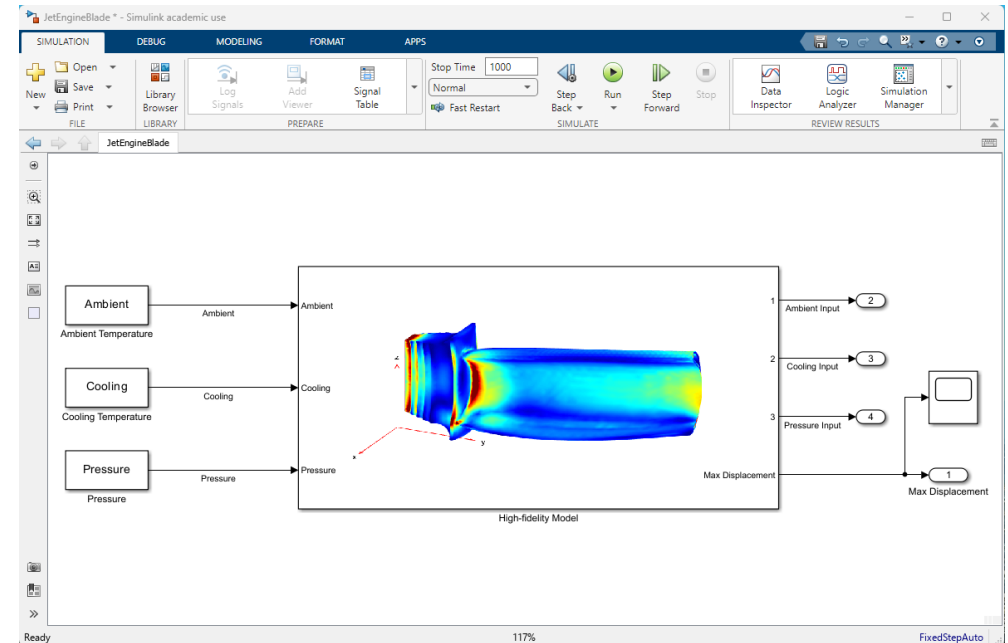 JetEngineBlade * - Simulink academic use
SIMULATION DEBUG MODELING FORMAT APPS
New
Open
Save
Print
FILE
Library Browser
LIBRARY
Log Signals
Add Viewer
Signal Table
PREPARE
Stop Time 1000
Normal
Fast Restart
Step Back
Run
Step Forward
Stop
SIMULATE
Data Inspector
Logic Analyzer
Simulation Manager
REVIEW RESULTS
JetEngineBlade
Ambient
Ambient Temperature
Ambient
Ambient
Cooling
Cooling Temperature
Cooling
Cooling
Pressure
Pressure
Pressure
Pressure
x
y
z
1
Ambient Input
2
2
Cooling Input
3
3
Pressure Input
4
Max Displacement
1
Max Displacement
High-fidelity Model
Ready 117% FixedStepAuto